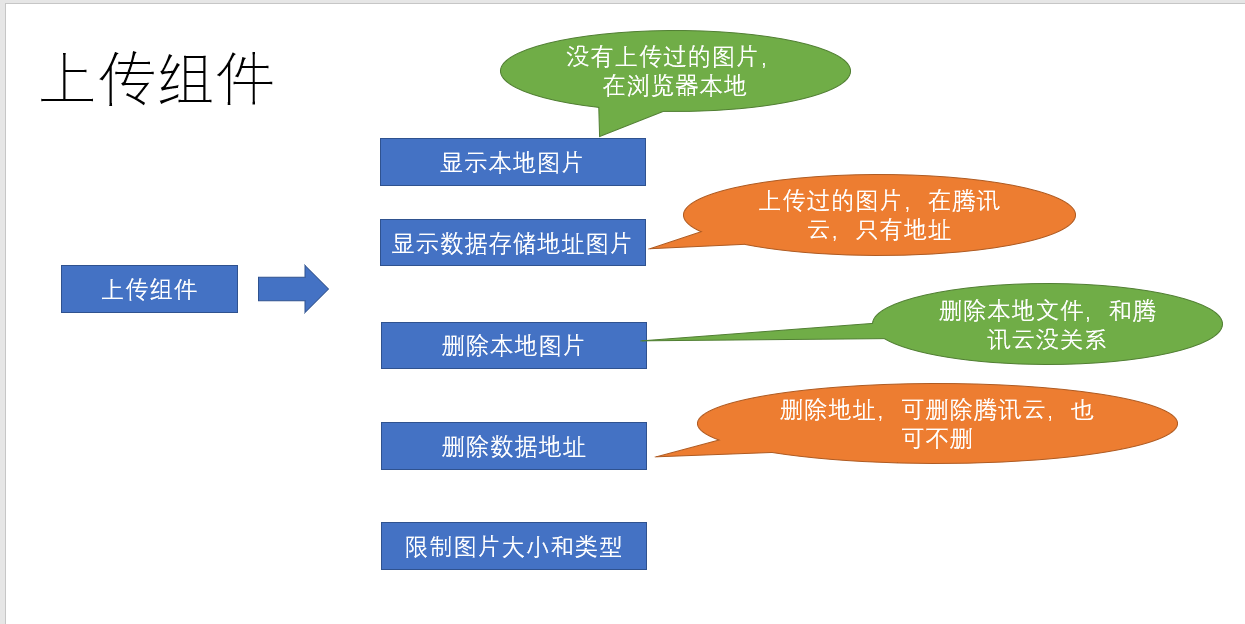 上传组件
没有上传过的图片，
在浏览器本地
显示本地图片
上传过的图片，在腾讯
云，只有地址
显示数据存储地址图片
上传组件
删除本地文件，和腾
讯云没关系
删除本地图片
删除地址，可删除腾讯云，也
可不删
删除数据地址
限制图片大小和类型